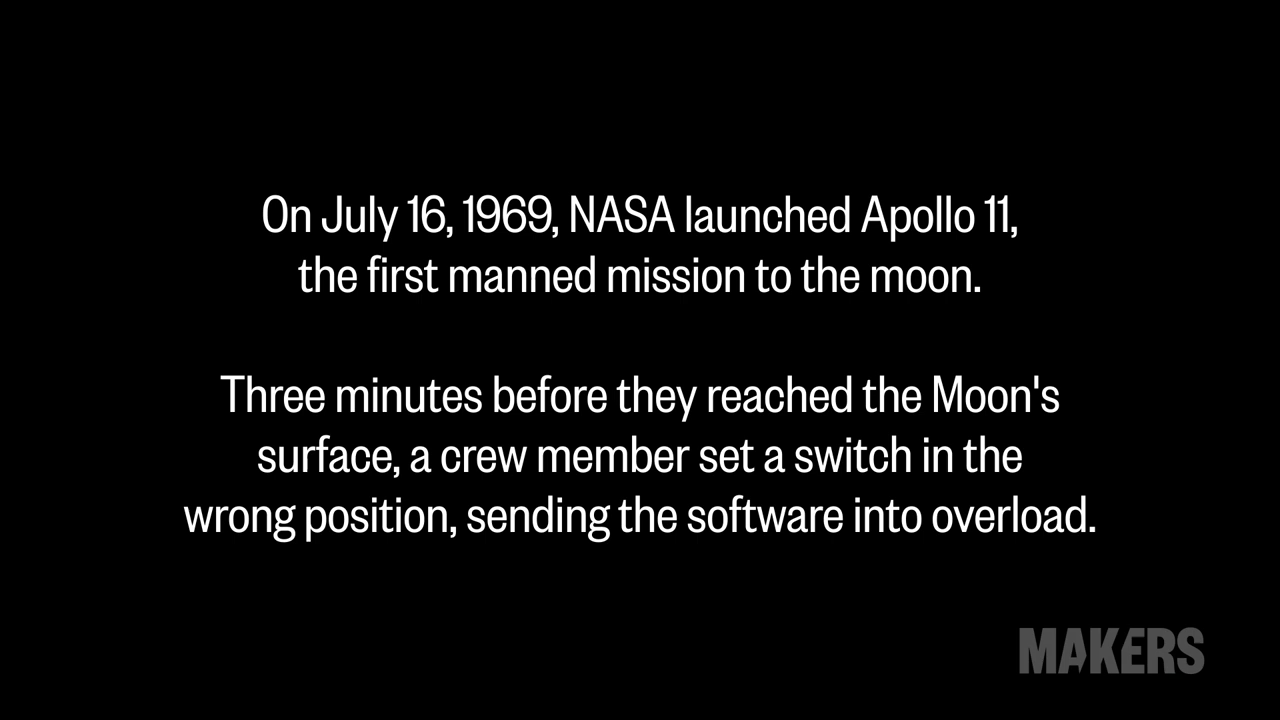 On July 16, 1969, NASA launched Apollo 11,
the first manned mission to the moon.
Three minutes before they reached the Moon's
surface, a crew member set a switch in the
wrong position, sending the software into overload.
MAKERS